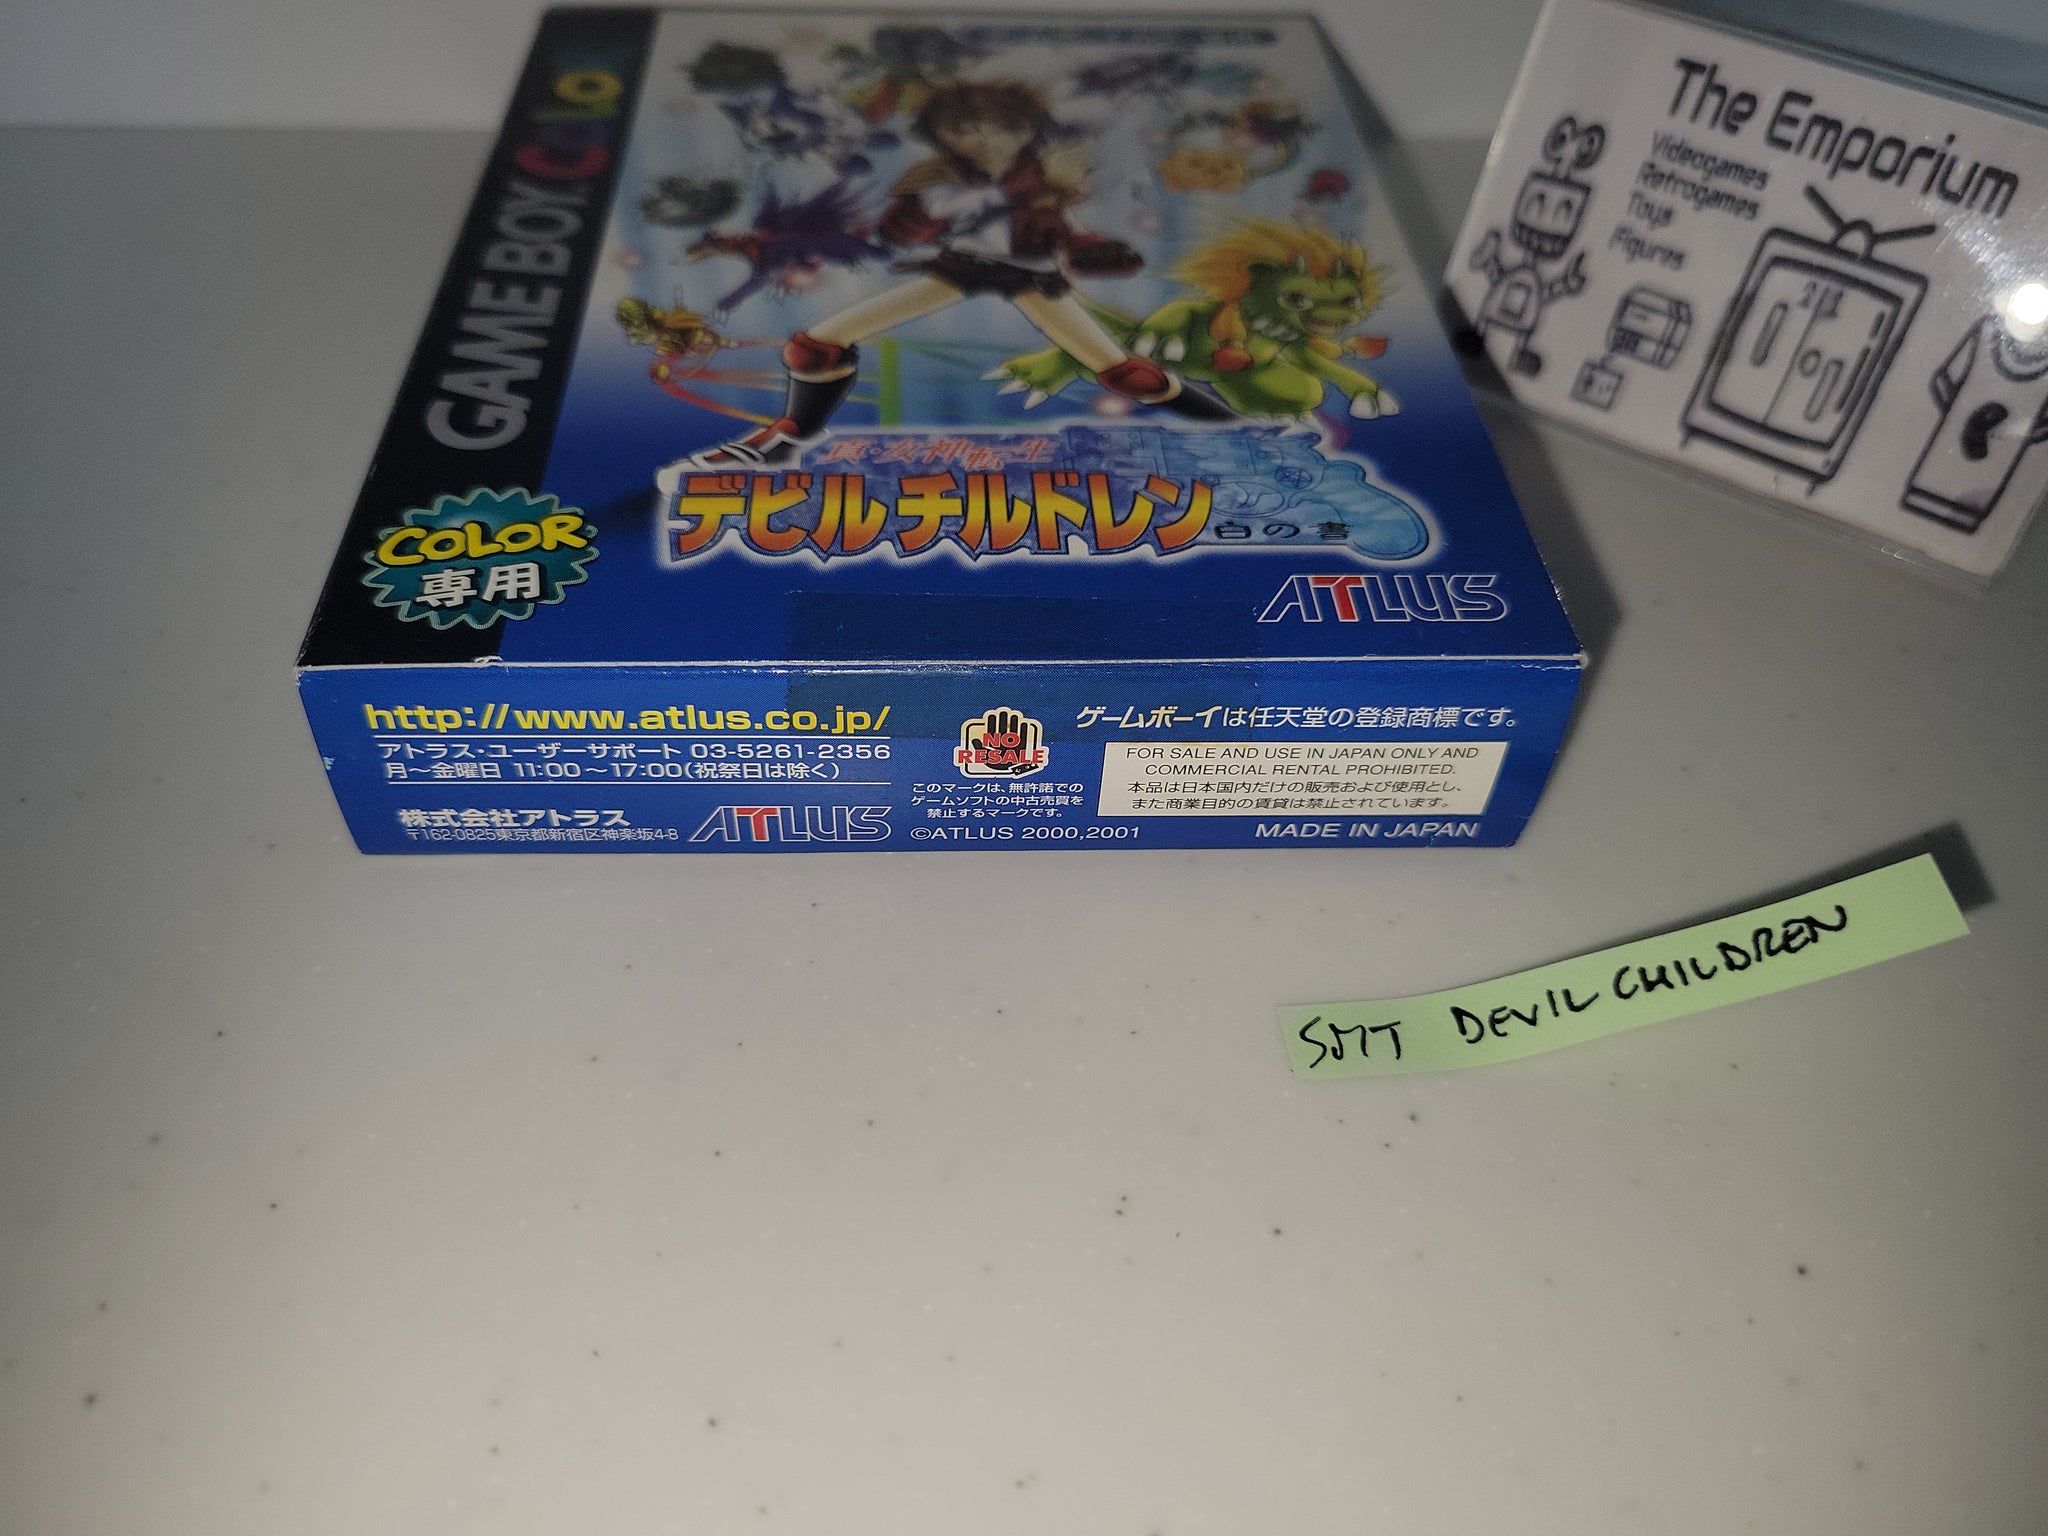 GAME BOY COLOR
真・女神転生
デビルチルドレン 白の書
COLOR
専用
ATLUS
http://www.atlus.co.jp/
アトラス・ユーザーサポート 03-5261-2356
月～金曜日 11:00～17:00(祝祭日は除く)
株式会社アトラス
〒162-0825東京都新宿区神楽坂4-8
ATLUS
NO
RESALE
このマークは、無許諾での
ゲームソフトの中古売買を
禁止するマークです。
©ATLUS 2000,2001
ゲームボーイは任天堂の登録商標です。
FOR SALE AND USE IN JAPAN ONLY AND
COMMERCIAL RENTAL PROHIBITED.
本品は日本国内だけの販売および使用とし、
また商業目的の賃貸は禁止されています。
MADE IN JAPAN
The Emporium
Videogames
Retrogames
Toys
Figures
SMT DEVIL CHILDREN